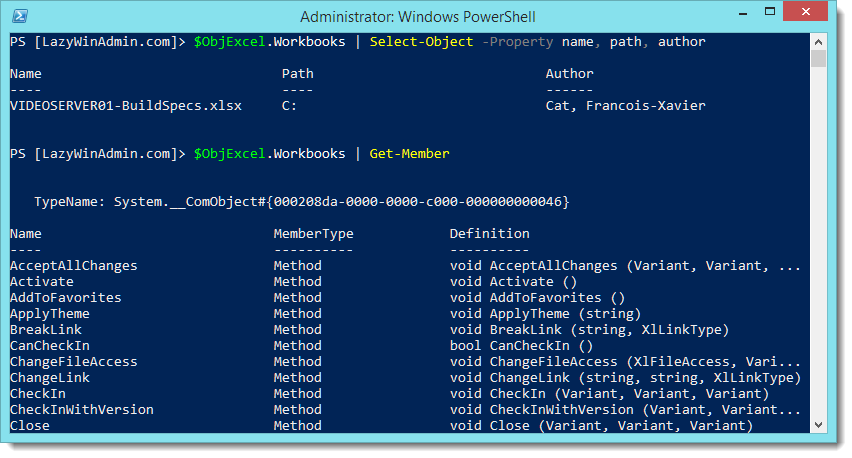 Administrator: Windows PowerShell
PS [LazyWinAdmin.com]> $ObjExcel.Workbooks | Select-Object -Property name, path, author
Name Path Author
---- ---- ------
VIDEOSERVER01-BuildSpecs.xlsx C: Cat, Francois-Xavier
PS [LazyWinAdmin.com]> $ObjExcel.Workbooks | Get-Member
TypeName: System.__ComObject#{000208da-0000-0000-c000-000000000046}
Name MemberType Definition
---- ---------- ----------
AcceptAllChanges Method void AcceptAllChanges (Variant, Variant, ...
Activate Method void Activate ()
AddToFavorites Method void AddToFavorites ()
ApplyTheme Method void ApplyTheme (string)
BreakLink Method void BreakLink (string, XlLinkType)
CanCheckIn Method bool CanCheckIn ()
ChangeFileAccess Method void ChangeFileAccess (XlFileAccess, Vari...
ChangeLink Method void ChangeLink (string, string, XlLinkType)
CheckIn Method void CheckIn (Variant, Variant, Variant)
CheckInWithVersion Method void CheckInWithVersion (Variant, Variant...
Close Method void Close (Variant, Variant, Variant)